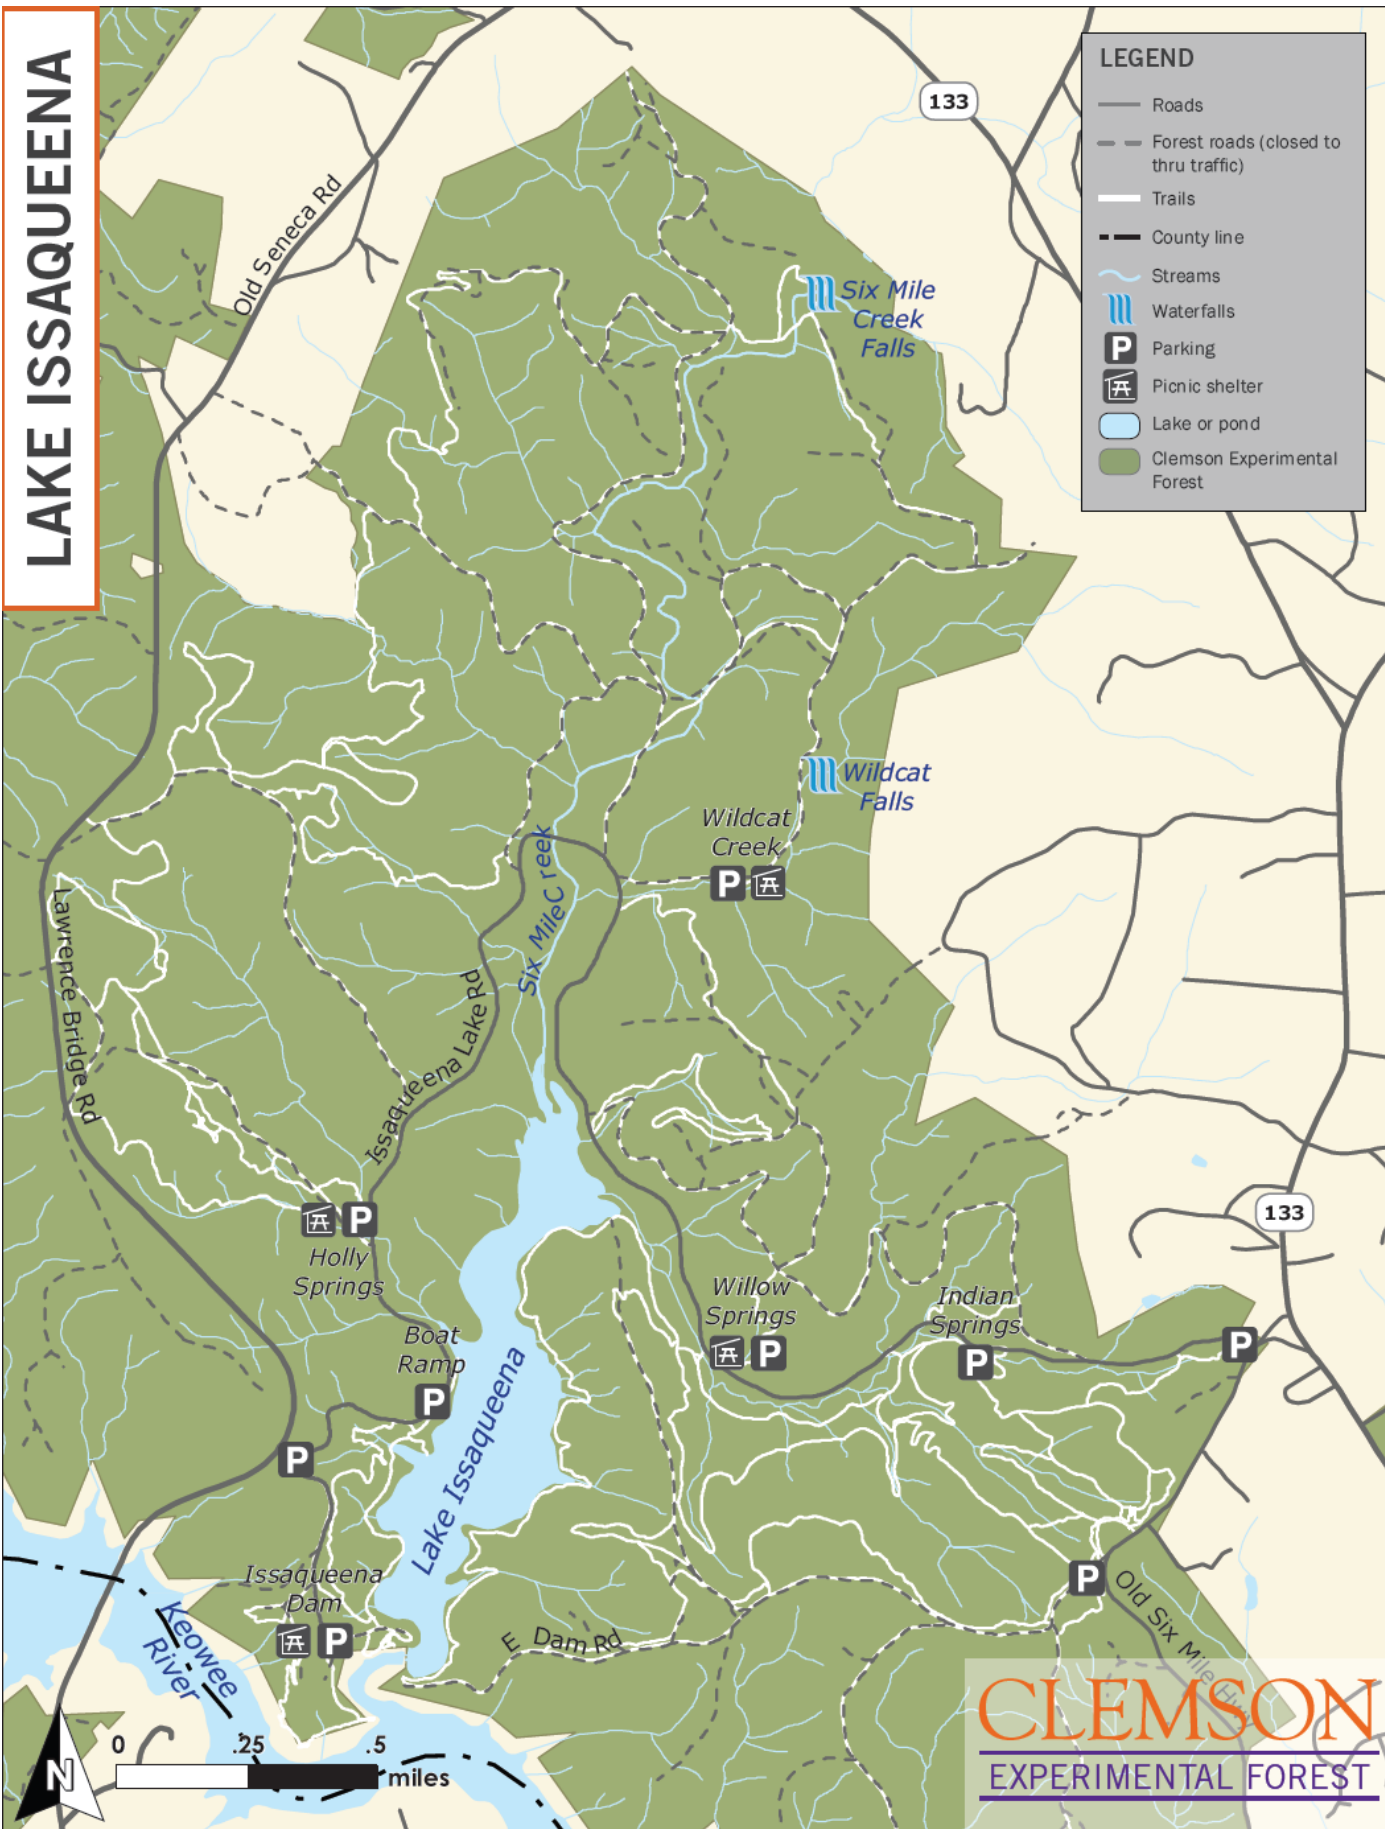 LAKE ISSAQUEENA
133
LEGEND
Roads
Forest roads (closed to
thru traffic)
Trails
County line
Streams
Waterfalls
P
Parking
Picnic shelter
Lake or pond
Clemson Experimental
Forest
Old Seneca Rd
Six Mile
Creek
Falls
Wildcat
Falls
Wildcat
Creek
P
Six Mile Creek
Lawrence Bridge Rd
Issaqueena Lake Rd
133
P
Holly
Springs
Willow
Springs
P
Indian
Springs
P
P
Boat
Ramp
P
P
Lake Issaqueena
Issaqueena
Dam
P
P
Old Six Mile Hwy
E Dam Rd
Keowee
River
N
0 .25 .5
miles
CLEMSON
EXPERIMENTAL FOREST